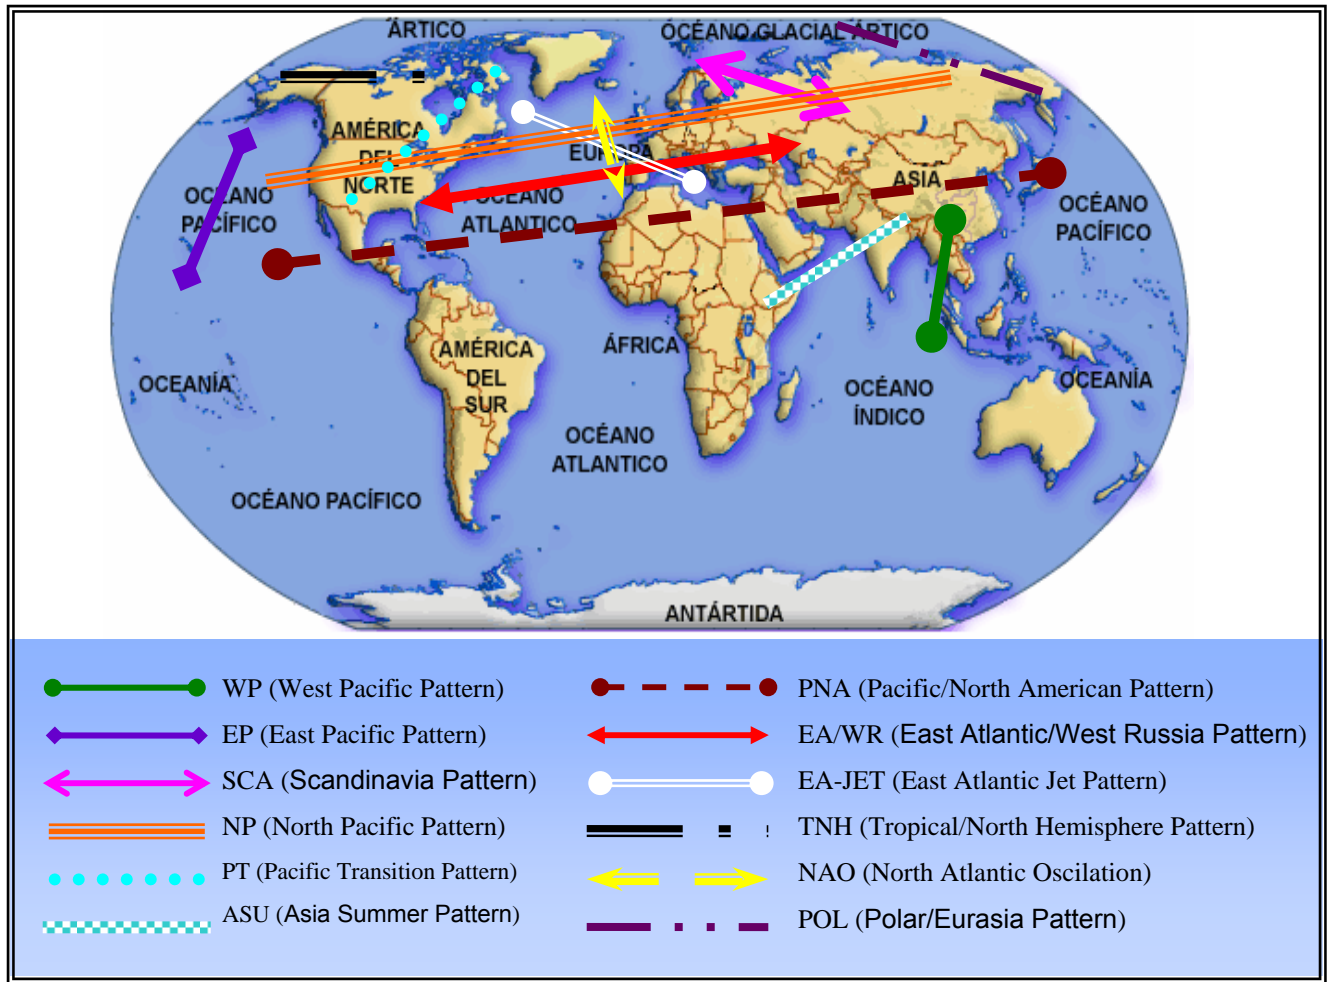 ÁRTICO
OCÉANO GLACIAL ÁRTICO
AMÉRICA
DEL
NORTE
EUROPA
ASIA
OCÉANO
PACÍFICO
OCÉANO
ATLANTICO
OCÉANO
PACÍFICO
ÁFRICA
AMÉRICA
DEL
SUR
OCEANÍA
OCEANÍA
OCÉANO
ÍNDICO
OCÉANO
ATLANTICO
OCÉANO PACÍFICO
ANTÁRTIDA
WP (West Pacific Pattern)
EP (East Pacific Pattern)
SCA (Scandinavia Pattern)
NP (North Pacific Pattern)
PT (Pacific Transition Pattern)
ASU (Asia Summer Pattern)
PNA (Pacific/North American Pattern)
EA/WR (East Atlantic/West Russia Pattern)
EA-JET (East Atlantic Jet Pattern)
TNH (Tropical/North Hemisphere Pattern)
NAO (North Atlantic Oscilation)
POL (Polar/Eurasia Pattern)